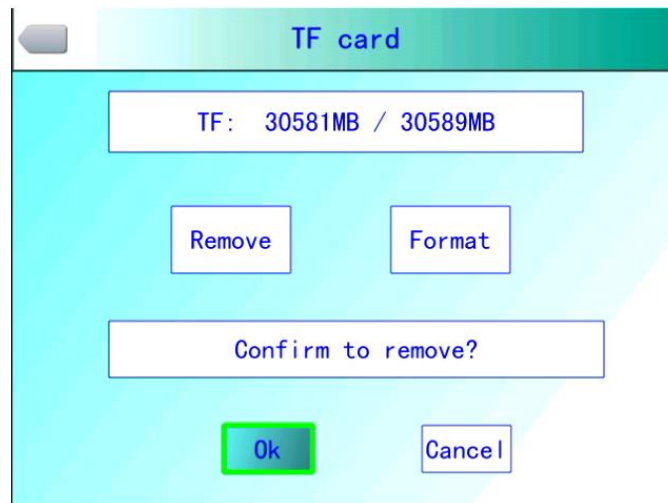 TF card
TF: 30581MB / 30589MB
Remove Format
Confirm to remove?
Ok Cancel